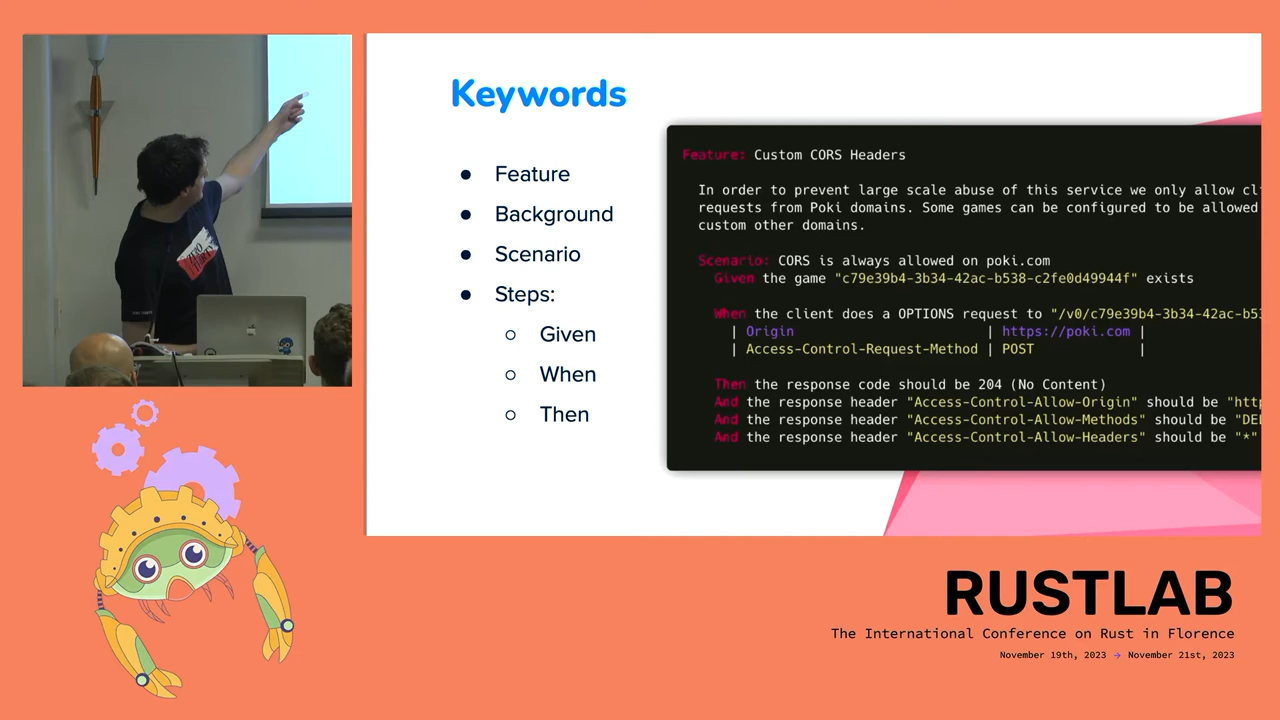 Keywords
● Feature
● Background
● Scenario
● Steps:
○ Given
○ When
○ Then
Feature: Custom CORS Headers
In order to prevent large scale abuse of this service we only allow cl
requests from Poki domains. Some games can be configured to be allowed
custom other domains.
Scenario: CORS is always allowed on poki.com
Given the game "c79e39b4-3b34-42ac-b538-c2fe0d49944f" exists
When the client does a OPTIONS request to "/v0/c79e39b4-3b34-42ac-b53
| Origin | https://poki.com |
| Access-Control-Request-Method | POST |
Then the response code should be 204 (No Content)
And the response header "Access-Control-Allow-Origin" should be "http
And the response header "Access-Control-Allow-Methods" should be "DEL
And the response header "Access-Control-Allow-Headers" should be "*"
RUSTLAB
The International Conference on Rust in Florence
November 19th, 2023 → November 21st, 2023